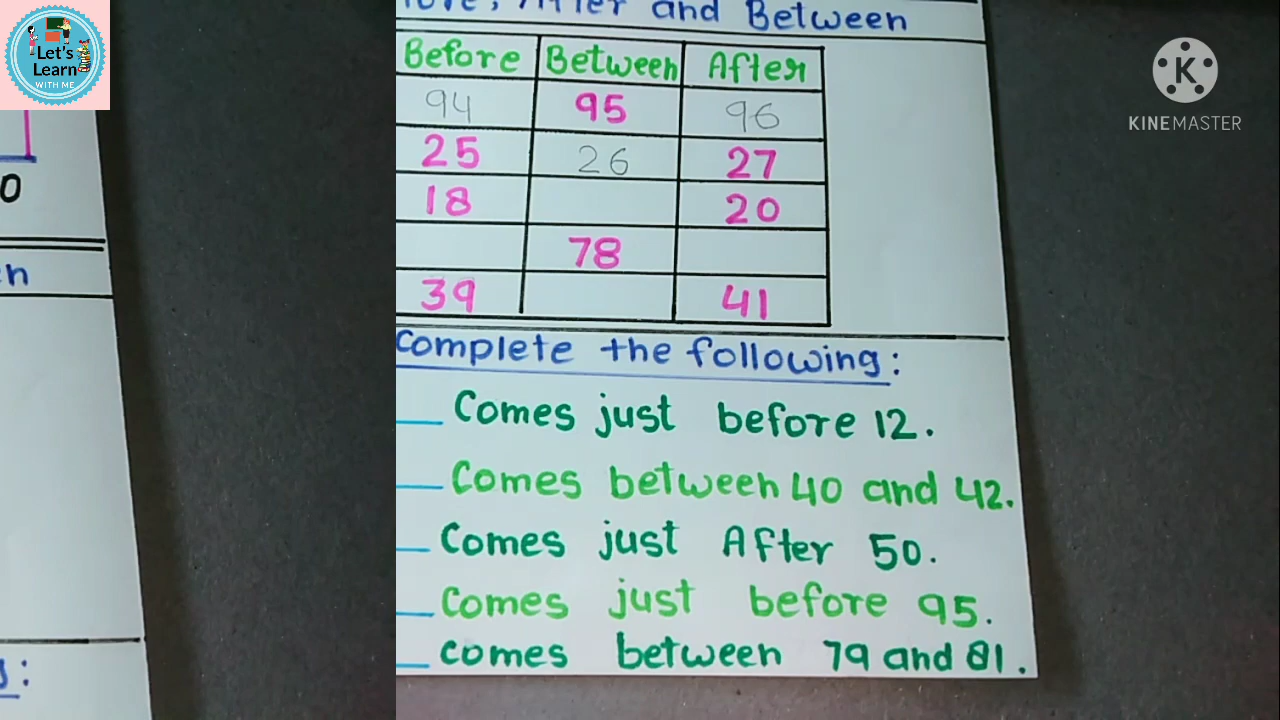 Let's
Learn
WITH ME
KINEMASTER
After and Between
Before Between After
94 95 96
25 26 27
18 20
78
39 41
Complete the following:
Comes just before 12.
Comes between 40 and 42.
Comes just After 50.
Comes just before 95.
comes between 79 and 81.